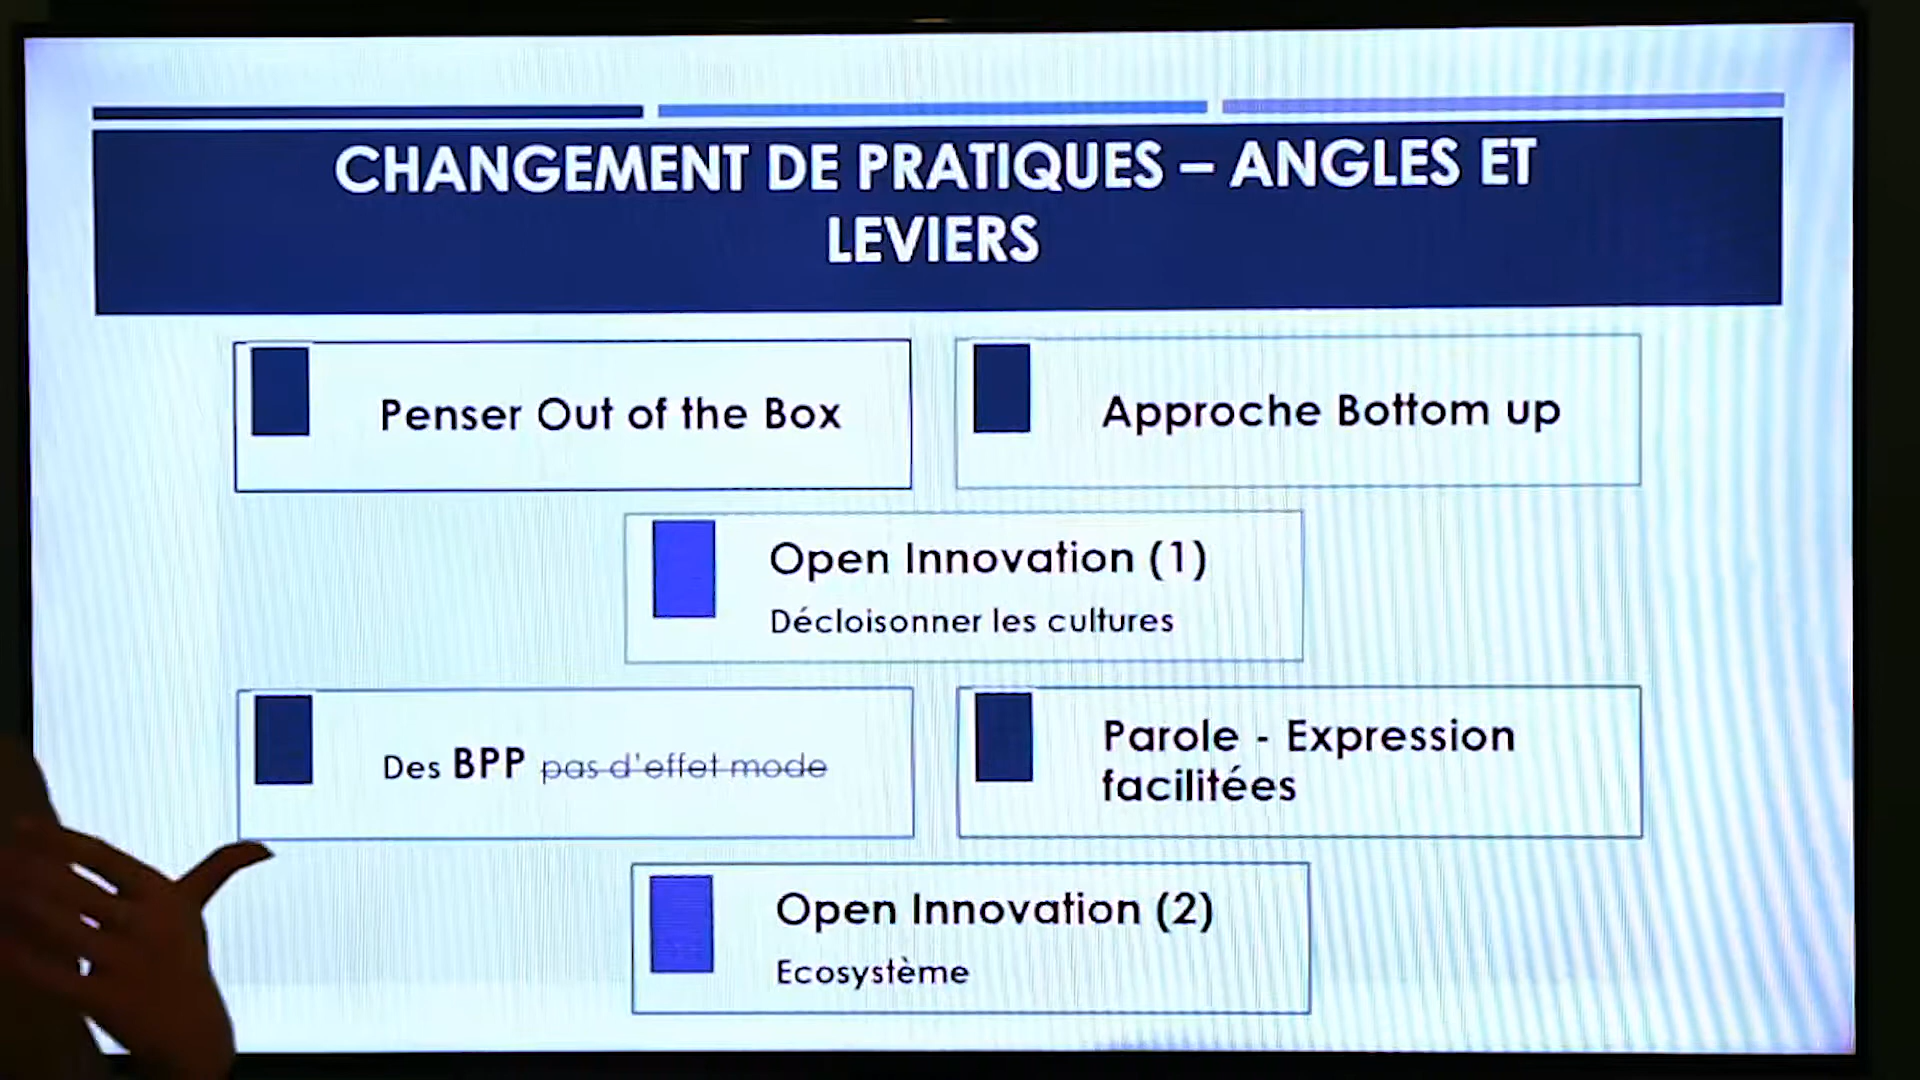 CHANGEMENT DE PRATIQUES – ANGLES ET
LEVIERS
Penser Out of the Box
Approche Bottom up
Open Innovation (1)
Décloisonner les cultures
Des BPP pas d'effet mode
Parole - Expression
facilitées
Open Innovation (2)
Ecosystème